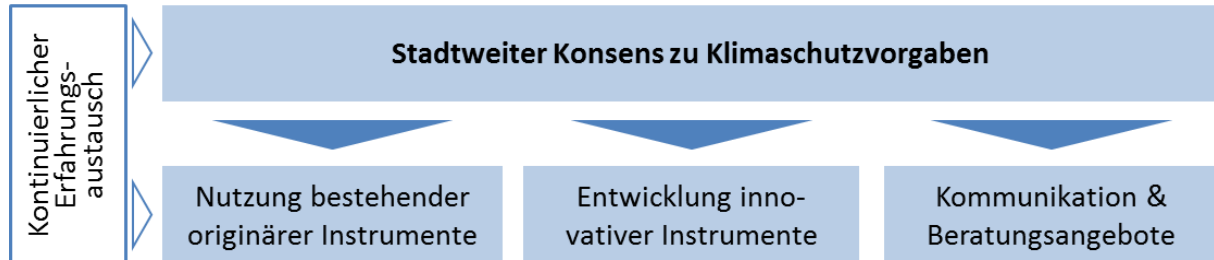 Kontinuierlicher
Erfahrungs-
austausch
Stadtweiter Konsens zu Klimaschutzvorgaben
Nutzung bestehender
originärer Instrumente
Entwicklung inno-
vativer Instrumente
Kommunikation &
Beratungsangebote